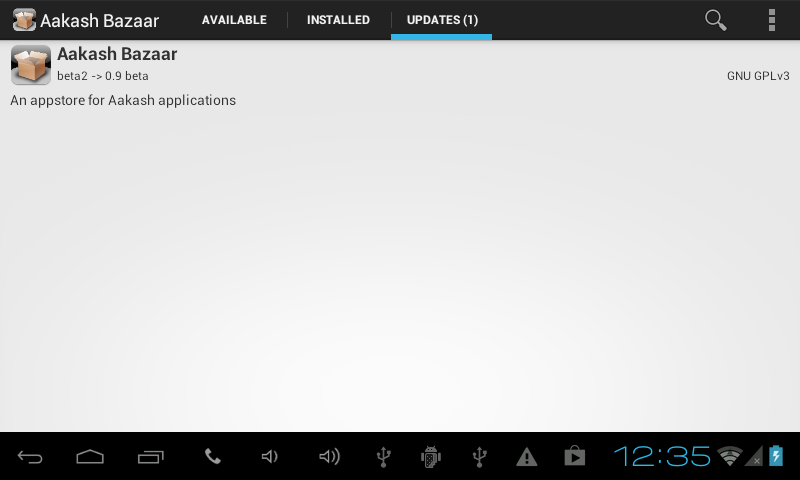 Aakash Bazaar AVAILABLE INSTALLED UPDATES (1)
Aakash Bazaar
beta2 -> 0.9 beta GNU GPLv3
An appstore for Aakash applications
12:35